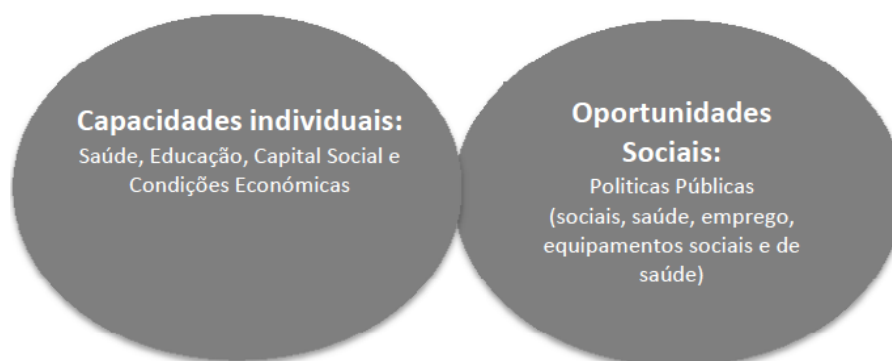 Capacidades individuais:
Saúde, Educação, Capital Social e
Condições Económicas
Oportunidades
Sociais:
Politicas Públicas
(sociais, saúde, emprego,
equipamentos sociais e de
saúde)